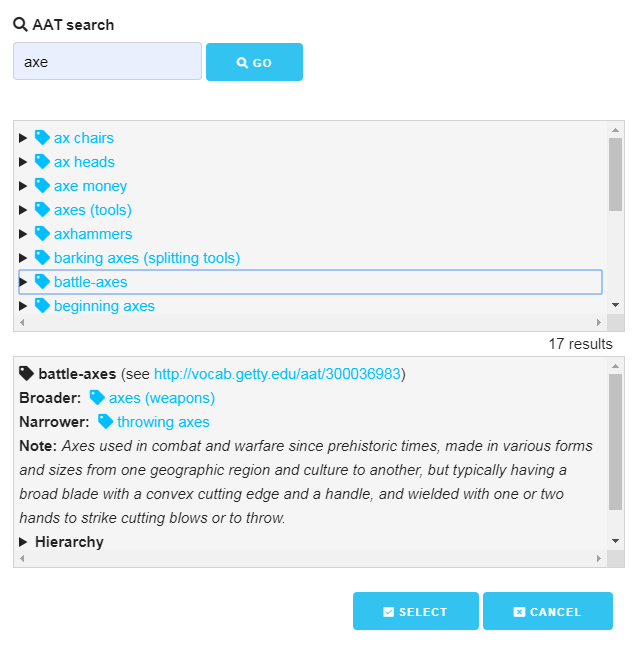 AAT search
axe
GO
ax chairs
ax heads
axe money
axes (tools)
axhammers
barking axes (splitting tools)
battle-axes
beginning axes
17 results
battle-axes (see http://vocab.getty.edu/aat/300036983)
Broader: axes (weapons)
Narrower: throwing axes
Note: Axes used in combat and warfare since prehistoric times, made in various forms
and sizes from one geographic region and culture to another, but typically having a
broad blade with a convex cutting edge and a handle, and wielded with one or two
hands to strike cutting blows or to throw.
Hierarchy
SELECT CANCEL